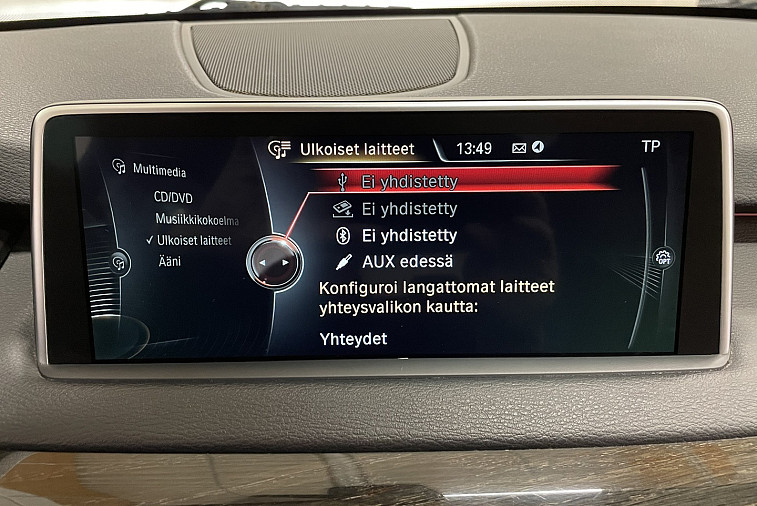 Ulkoiset laitteet 13:49 TP
Multimedia
CD/DVD
Musiikkikokoelma
Ulkoiset laitteet
Ääni
Ei yhdistetty
Ei yhdistetty
Ei yhdistetty
AUX edessä
Konfiguroi langattomat laitteet
yhteysvalikon kautta:
Yhteydet
OPT